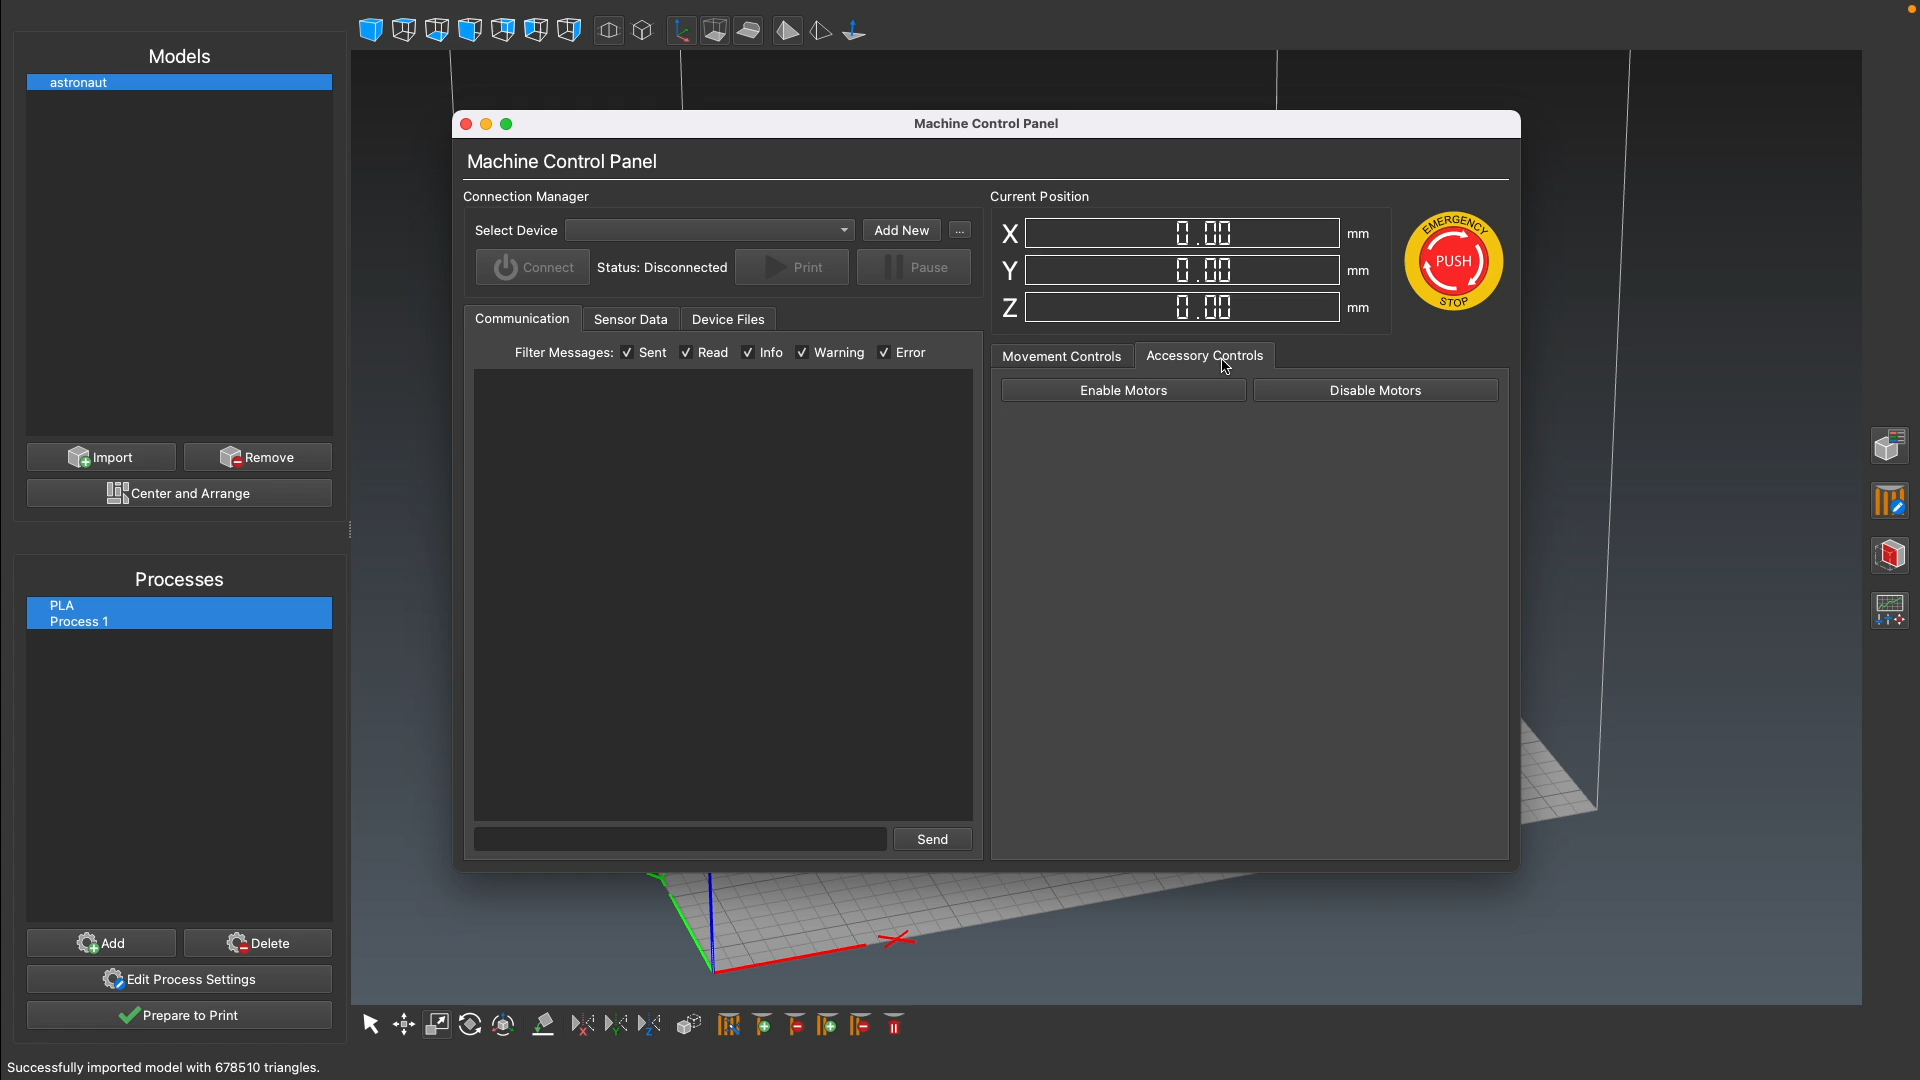 Models
astronaut
Import
Remove
Center and Arrange
Processes
PLA
Process 1
Add
Delete
Edit Process Settings
Prepare to Print
Successfully imported model with 678510 triangles.
Machine Control Panel
Machine Control Panel
Connection Manager
Select Device
Add New
...
Connect
Status: Disconnected
Print
Pause
Communication
Sensor Data
Device Files
Filter Messages:
Sent
Read
Info
Warning
Error
Send
Current Position
X 0.00 mm
Y 0.00 mm
Z 0.00 mm
EMERGENCY
PUSH
STOP
Movement Controls
Accessory Controls
Enable Motors
Disable Motors
X
Y
Z